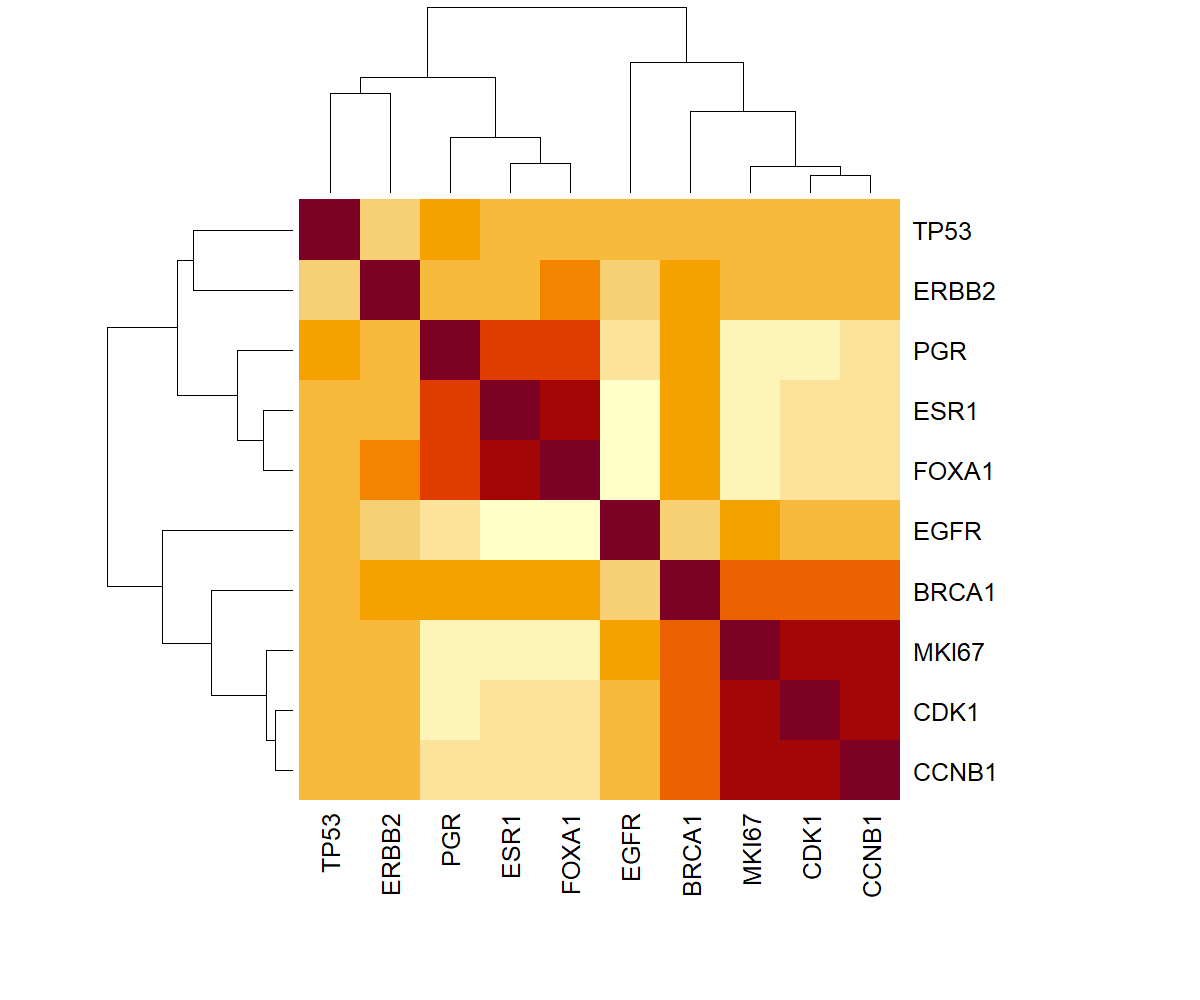 TP53
ERBB2
PGR
ESR1
FOXA1
EGFR
BRCA1
MKI67
CDK1
CCNB1
TP53
ERBB2
PGR
ESR1
FOXA1
EGFR
BRCA1
MKI67
CDK1
CCNB1